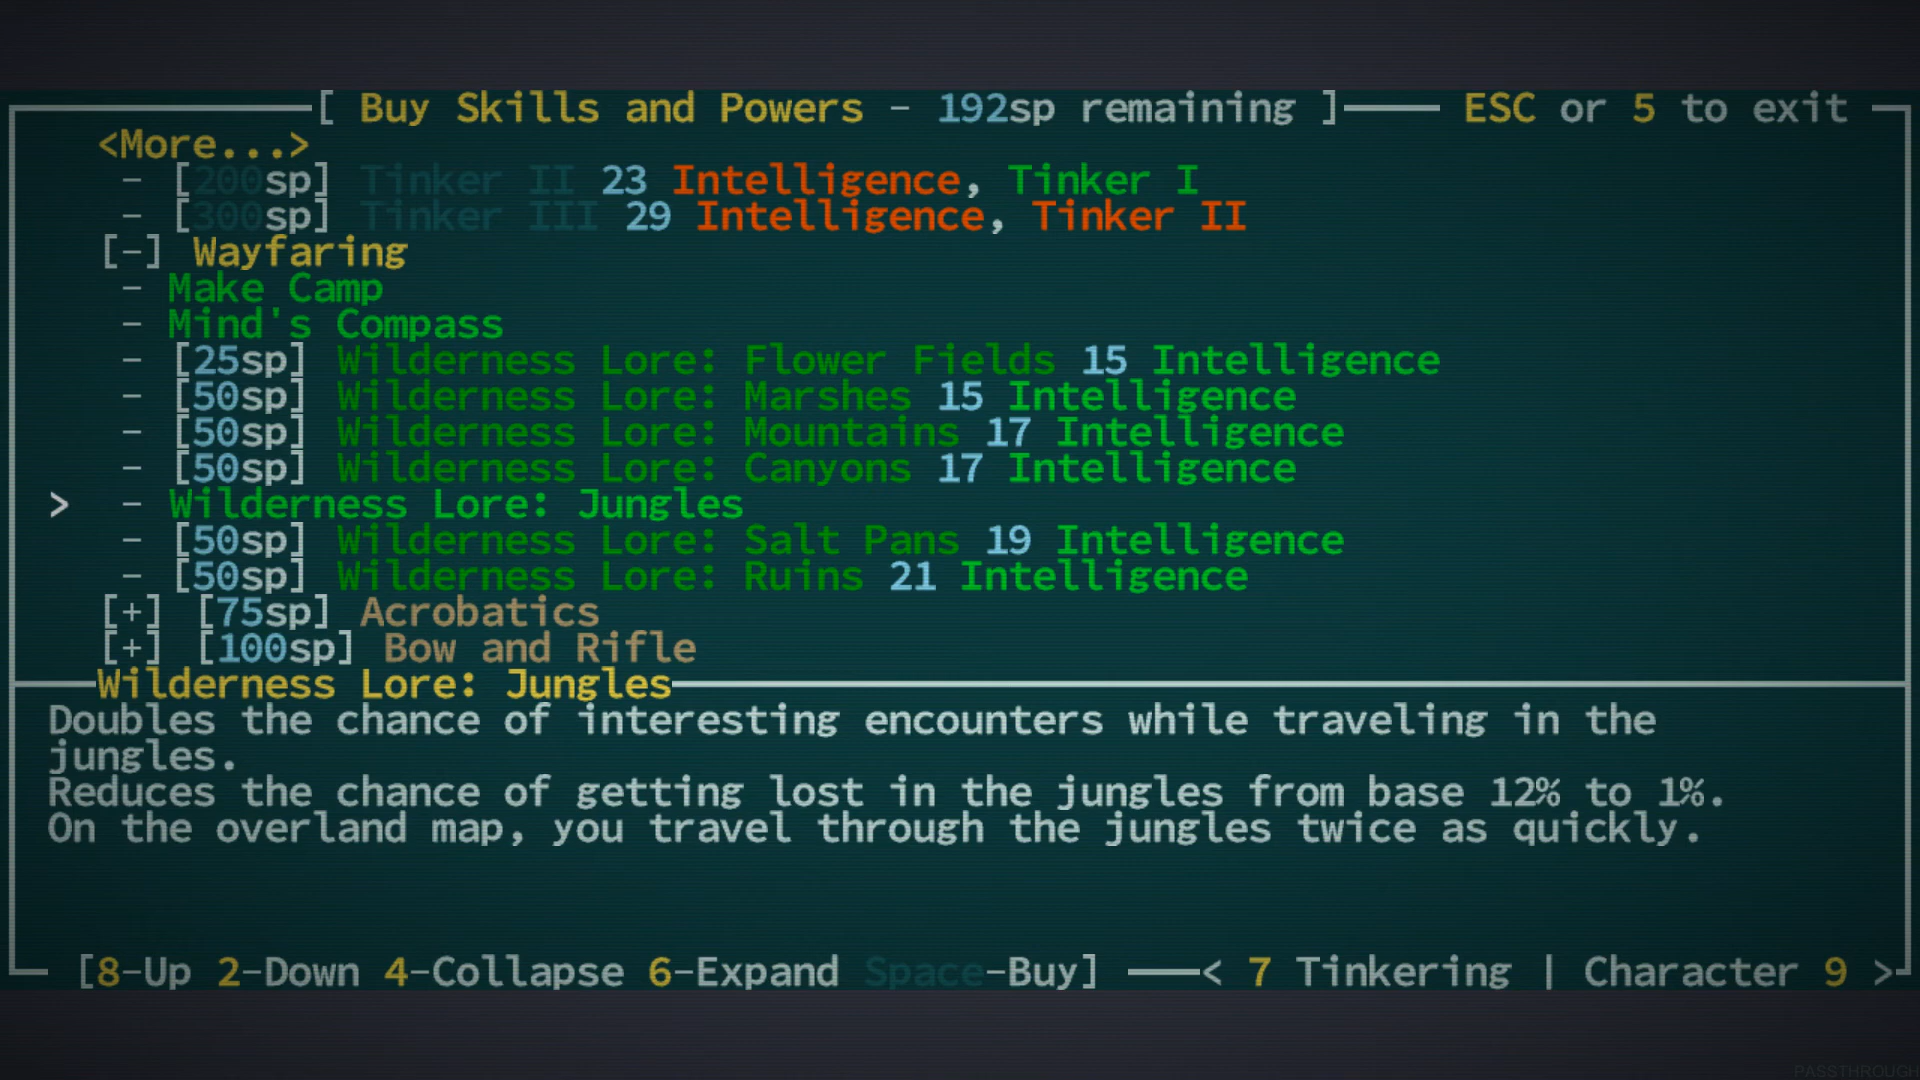 [ Buy Skills and Powers – 192sp remaining ] ESC or 5 to exit
<More...>
– [200sp] Tinker II 23 Intelligence, Tinker I
– [300sp] Tinker III 29 Intelligence, Tinker II
[-] Wayfaring
– Make Camp
– Mind's Compass
– [25sp] Wilderness Lore: Flower Fields 15 Intelligence
– [50sp] Wilderness Lore: Marshes 15 Intelligence
– [50sp] Wilderness Lore: Mountains 17 Intelligence
– [50sp] Wilderness Lore: Canyons 17 Intelligence
> – Wilderness Lore: Jungles
– [50sp] Wilderness Lore: Salt Pans 19 Intelligence
– [50sp] Wilderness Lore: Ruins 21 Intelligence
[+] [75sp] Acrobatics
[+] [100sp] Bow and Rifle
Wilderness Lore: Jungles
Doubles the chance of interesting encounters while traveling in the
jungles.
Reduces the chance of getting lost in the jungles from base 12% to 1%.
On the overland map, you travel through the jungles twice as quickly.
[8-Up 2-Down 4-Collapse 6-Expand Space-Buy] < 7 Tinkering | Character 9 >
PASSTHROUGH